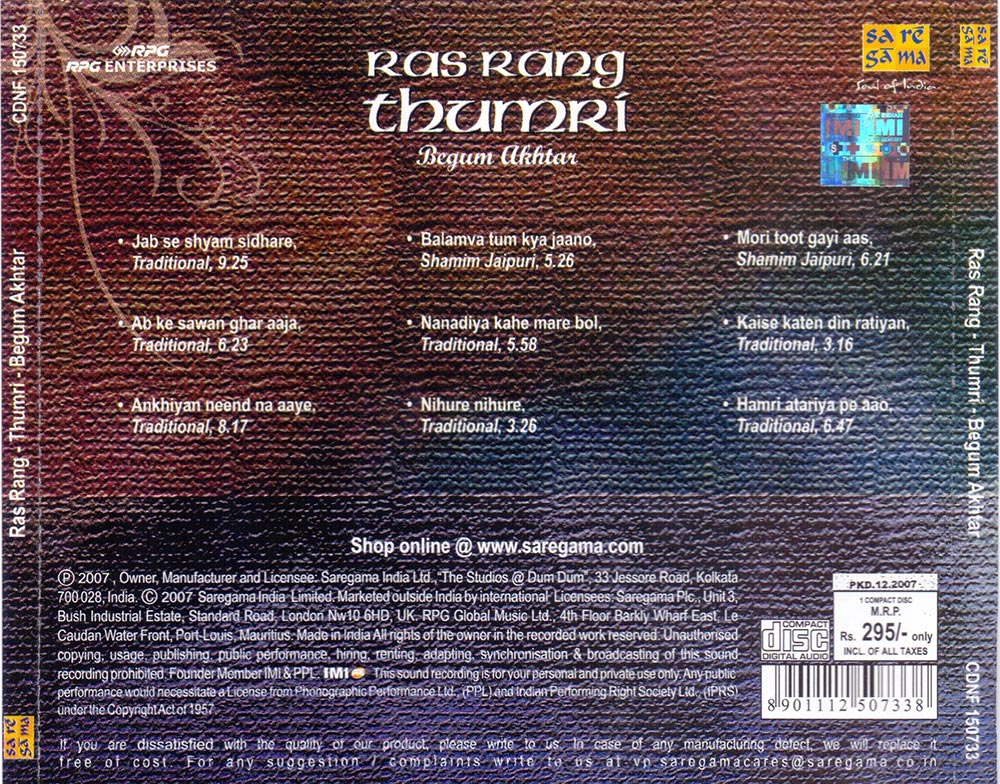 CDNF 150733
RPG
RPG ENTERPRISES
Ras Rang
Thumri
Begum Akhtar
sa re
ga ma
Soul of India
sa re
ga ma
• Jab se shyam sidhare,
Traditional, 9.25
• Ab ke sawan ghar aaja,
Traditional, 6.23
• Ankhiyan neend na aaye,
Traditional, 8.17
• Balamva tum kya jaano,
Shamim Jaipuri, 5.26
• Nanadiya kahe mare bol,
Traditional, 5.58
• Nihure nihure,
Traditional, 3.26
• Mori toot gayi aas,
Shamim Jaipuri, 6.21
• Kaise katen din ratiyan,
Traditional, 3.16
• Hamri atariya pe aao,
Traditional, 6.47
Ras Rang - Thumri - Begum Akhtar
Ras Rang - Thumri - Begum Akhtar
Shop online @ www.saregama.com
℗ 2007 , Owner, Manufacturer and Licensee: Saregama India Ltd.,"The Studios @ Dum Dum", 33 Jessore Road, Kolkata
700 028, India. © 2007 Saregama India Limited. Marketed outside India by international Licensees: Saregama Plc., Unit 3,
Bush Industrial Estate, Standard Road, London Nw10 6HD, UK. RPG Global Music Ltd., 4th Floor Barkly Wharf East, Le
Caudan Water Front, Port-Louis, Mauritius. Made in India All rights of the owner in the recorded work reserved. Unauthorised
copying, usage, publishing, public performance, hiring, renting, adapting, synchronisation & broadcasting of this sound
recording prohibited. Founder Member IMI & PPL. IMI This sound recording is for your personal and private use only. Any public
performance would necessitate a License from Phonographic Performance Ltd., (PPL) and Indian Performing Right Society Ltd., (IPRS)
under the Copyright Act of 1957.
COMPACT
disc
DIGITAL AUDIO
PKD.12.2007
1 COMPACT DISC
M.R.P.
Rs. 295/- only
INCL. OF ALL TAXES
8 901112 507338
CDNF 150733
sa re
ga ma
If you are dissatisfied with the quality of our product, please write to us. In case of any manufacturing defect, we will replace it
free of cost. For any suggestion / complaints write to us at vp_saregamacares@saregama.co.in